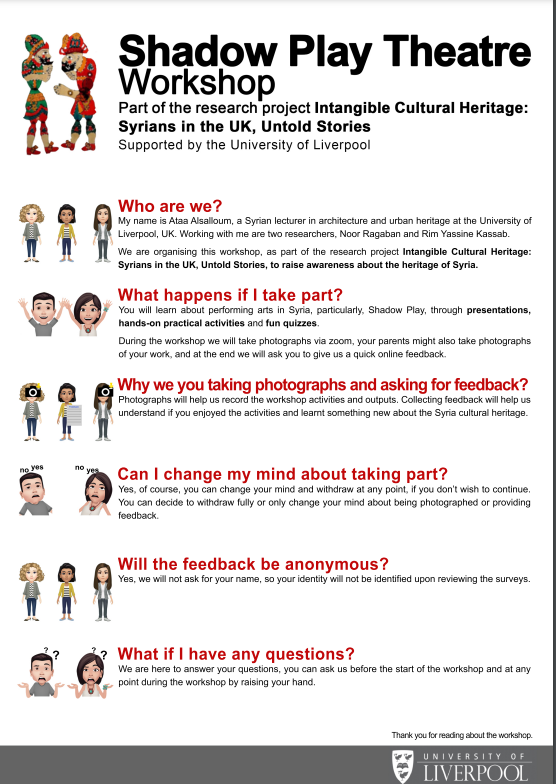 Shadow Play Theatre
Workshop
Part of the research project Intangible Cultural Heritage:
Syrians in the UK, Untold Stories
Supported by the University of Liverpool
Who are we?
My name is Ataa Alsalloum, a Syrian lecturer in architecture and urban heritage at the University of
Liverpool, UK. Working with me are two researchers, Noor Ragaban and Rim Yassine Kassab.
We are organising this workshop, as part of the research project Intangible Cultural Heritage:
Syrians in the UK, Untold Stories, to raise awareness about the heritage of Syria.
What happens if I take part?
You will learn about performing arts in Syria, particularly, Shadow Play, through presentations,
hands-on practical activities and fun quizzes.
During the workshop we will take photographs via zoom, your parents might also take photographs
of your work, and at the end we will ask you to give us a quick online feedback.
Why we you taking photographs and asking for feedback?
Photographs will help us record the workshop activities and outputs. Collecting feedback will help us
understand if you enjoyed the activities and learnt something new about the Syria cultural heritage.
no yes
no yes
Can I change my mind about taking part?
Yes, of course, you can change your mind and withdraw at any point, if you don't wish to continue.
You can decide to withdraw fully or only change your mind about being photographed or providing
feedback.
Will the feedback be anonymous?
Yes, we will not ask for your name, so your identity will not be identified upon reviewing the surveys.
? ?
? ?
What if I have any questions?
We are here to answer your questions, you can ask us before the start of the workshop and at any
point during the workshop by raising your hand.
Thank you for reading about the workshop.
UNIVERSITY OF
LIVERPOOL